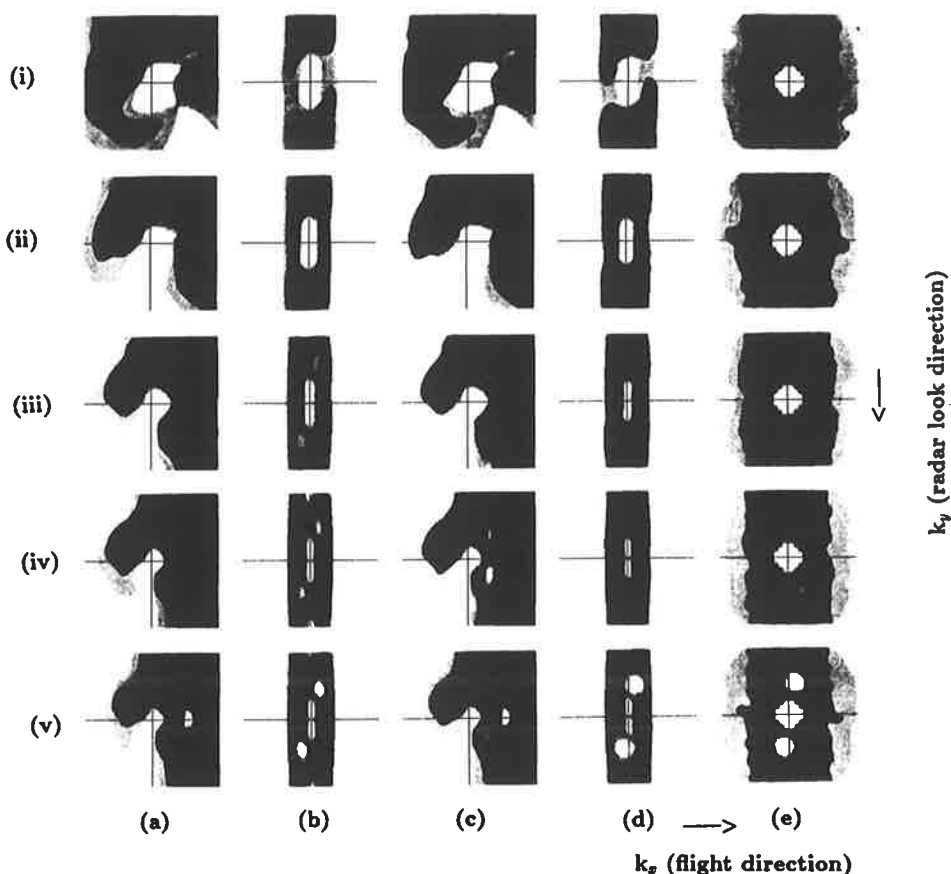 (i)
(ii)
(iii)
(iv)
(v)
(a) (b) (c) (d) (e)
k_x (flight direction)
k_y (radar look direction)